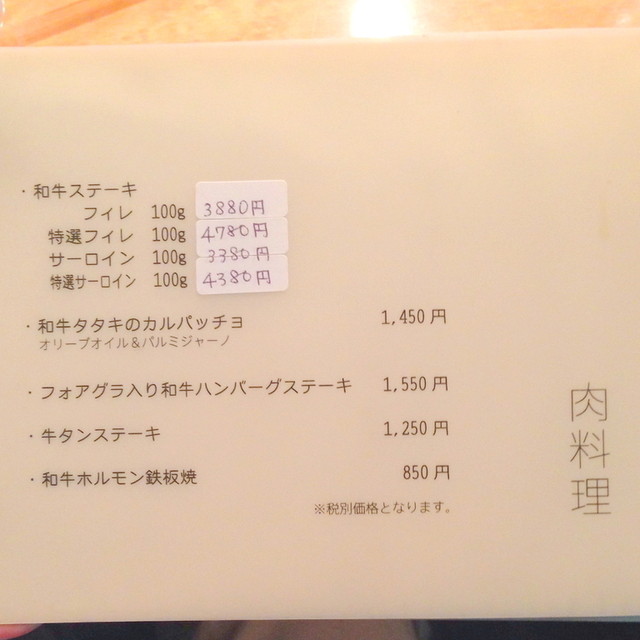 ・和牛ステーキ
フィレ 100g 3880円
特選フィレ 100g 4780円
サーロイン 100g 3380円
特選サーロイン 100g 4380円
・和牛タタキのカルパッチョ 1,450円
オリーブオイル＆パルミジャーノ
・フォアグラ入り和牛ハンバーグステーキ 1,550円
・牛タンステーキ 1,250円
・和牛ホルモン鉄板焼 850円
※税別価格となります。
肉料理